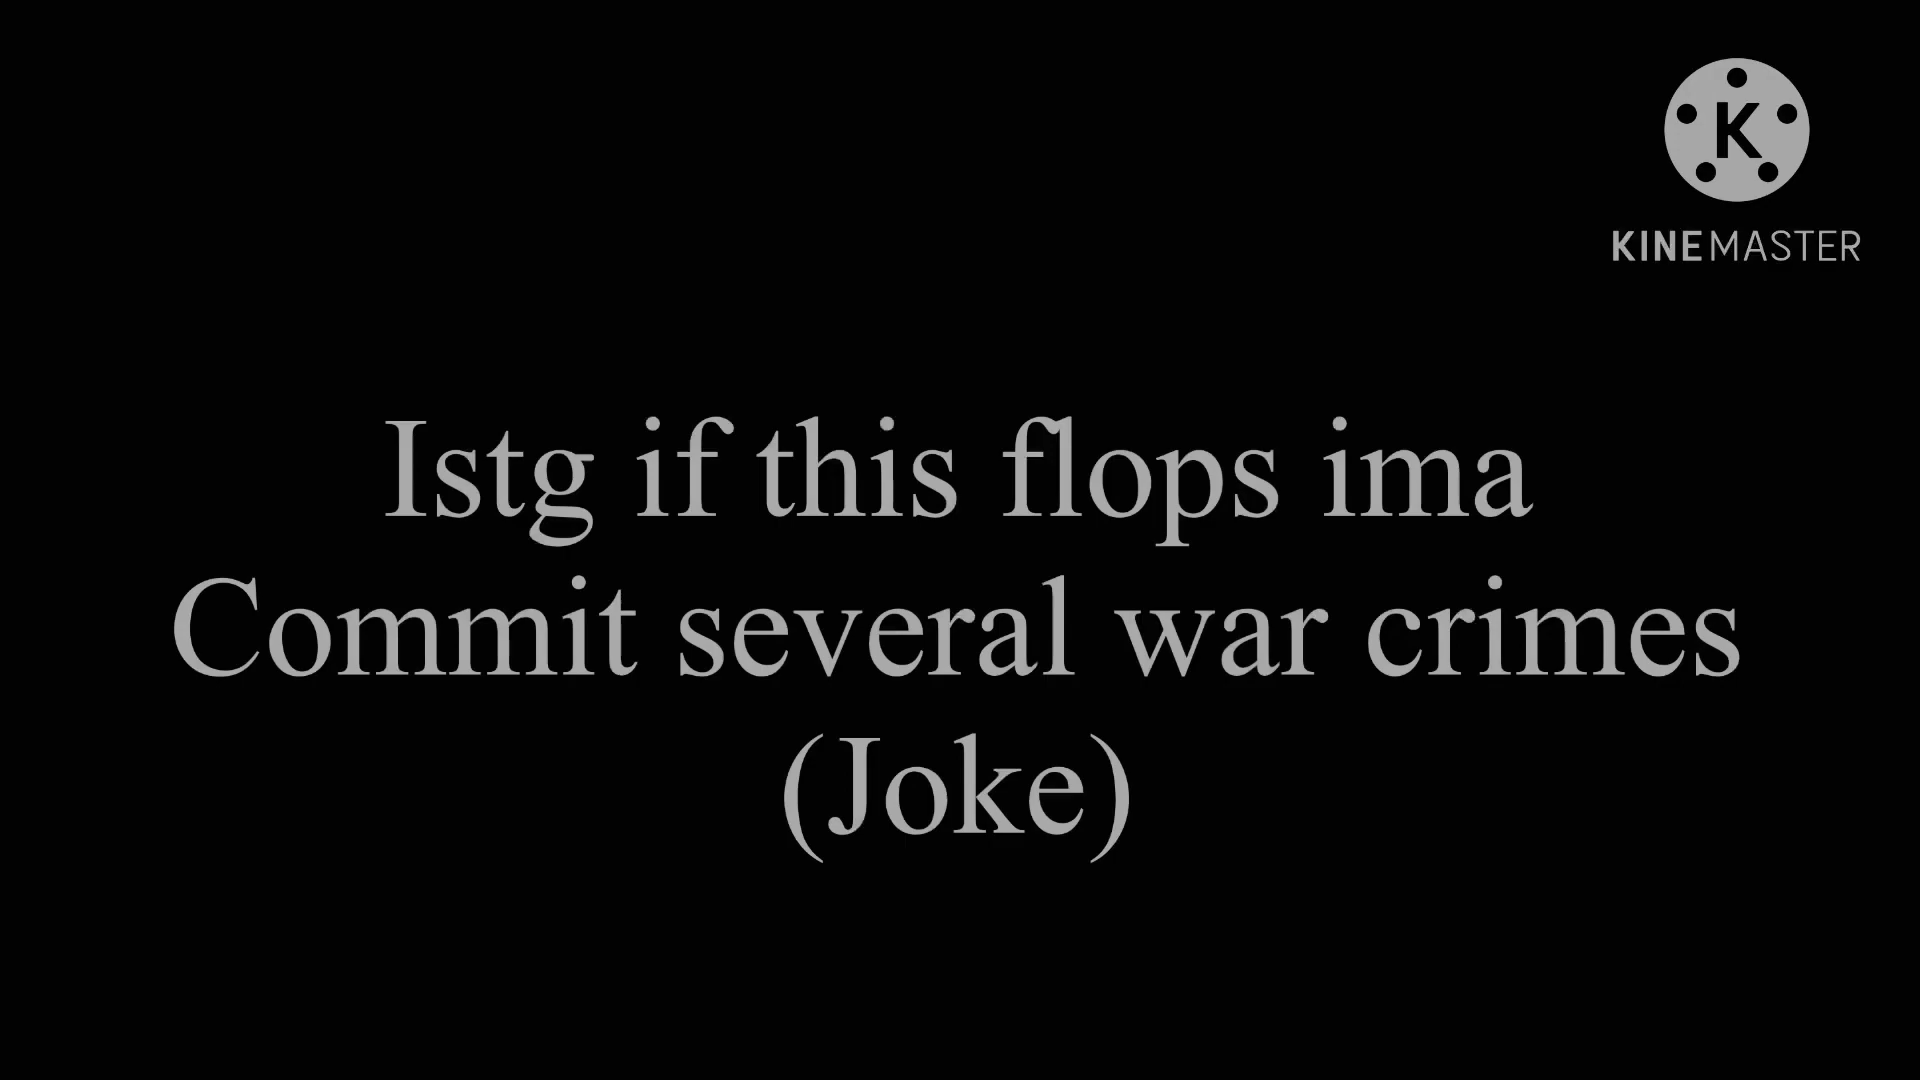 K
KINEMASTER
Istg if this flops ima
Commit several war crimes
(Joke)